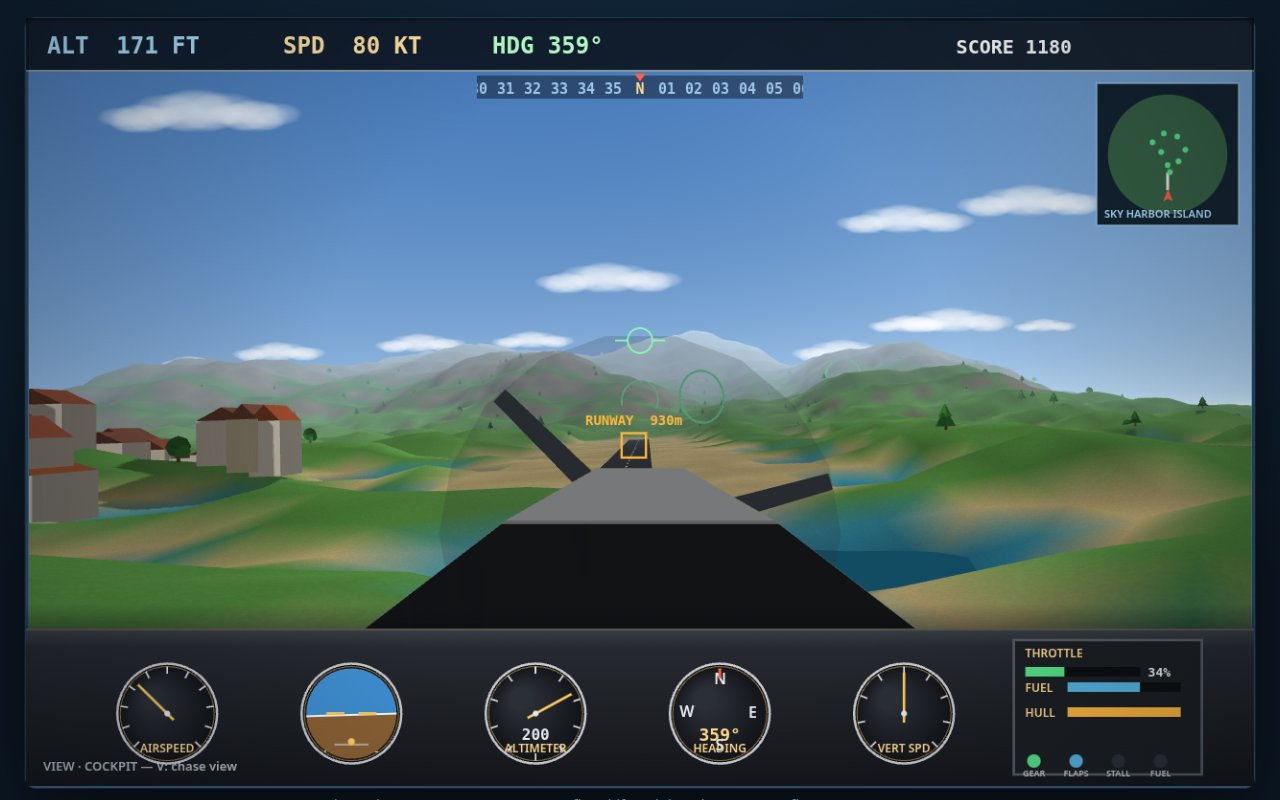 ALT 171 FT SPD 80 KT HDG 359° SCORE 1180
31 32 33 34 35 N 01 02 03 04 05
SKY HARBOR ISLAND
RUNWAY 930m
THROTTLE
34%
FUEL
HULL
N
W E
S
200
359°
AIRSPEED
ALTIMETER
HEADING
VERT SPD
VIEW · COCKPIT — V: chase view
GEAR FLAPS STALL FUEL